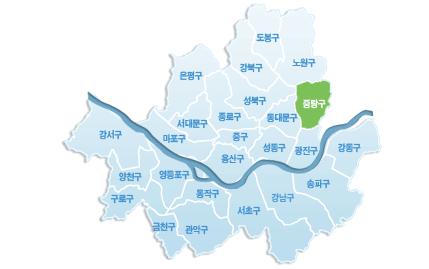 도봉구
노원구
강북구
은평구
성북구
중랑구
종로구
동대문구
서대문구
마포구
중구
강서구
성동구
광진구
강동구
용산구
양천구
영등포구
송파구
동작구
구로구
강남구
서초구
금천구
관악구